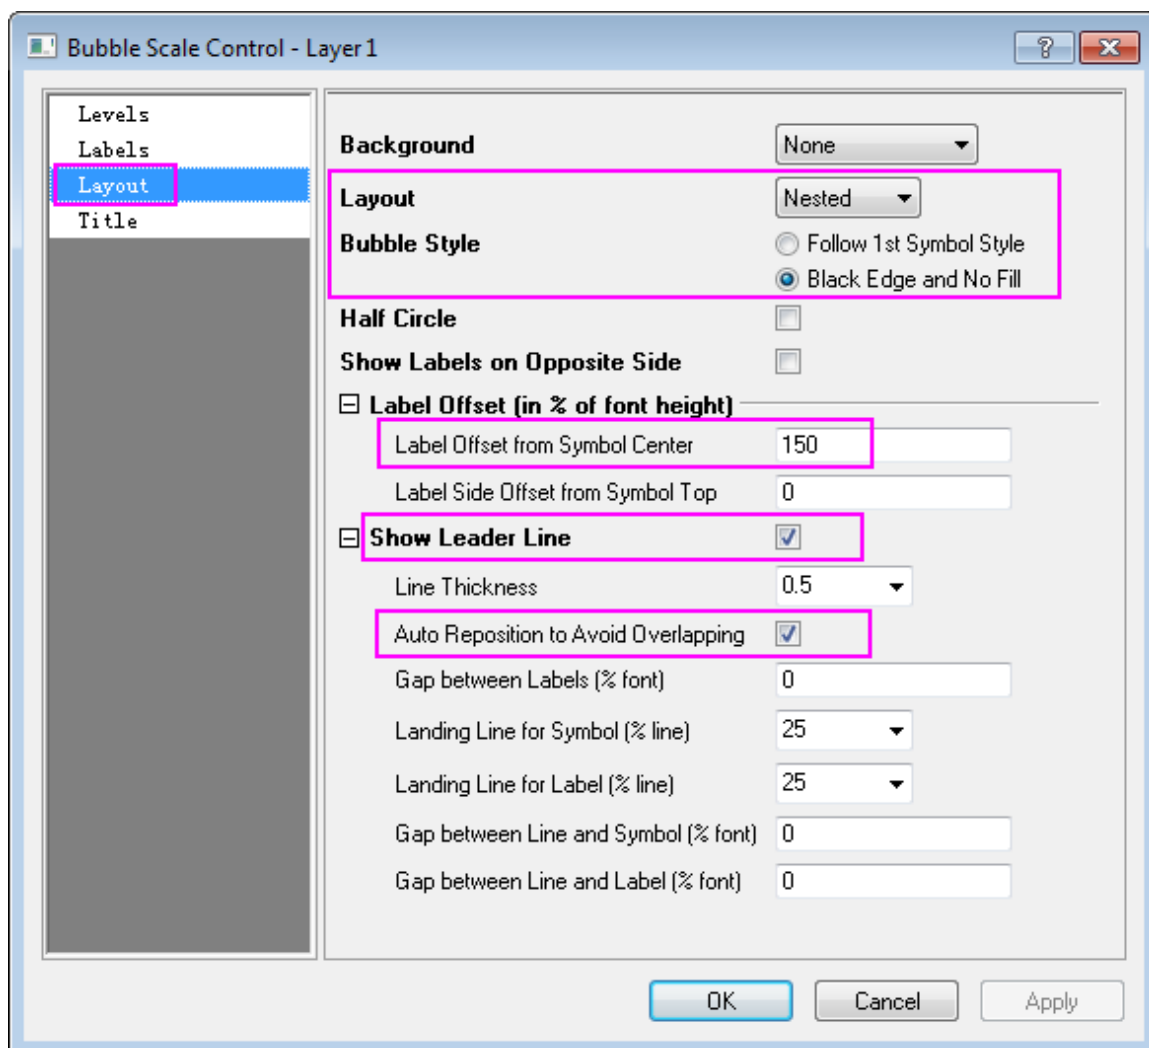 Bubble Scale Control - Layer 1
Levels
Labels
Layout
Title
Background None
Layout Nested
Bubble Style Follow 1st Symbol Style
Black Edge and No Fill
Half Circle
Show Labels on Opposite Side
Label Offset (in % of font height)
Label Offset from Symbol Center 150
Label Side Offset from Symbol Top 0
Show Leader Line
Line Thickness 0.5
Auto Reposition to Avoid Overlapping
Gap between Labels (% font) 0
Landing Line for Symbol (% line) 25
Landing Line for Label (% line) 25
Gap between Line and Symbol (% font) 0
Gap between Line and Label (% font) 0
OK Cancel Apply